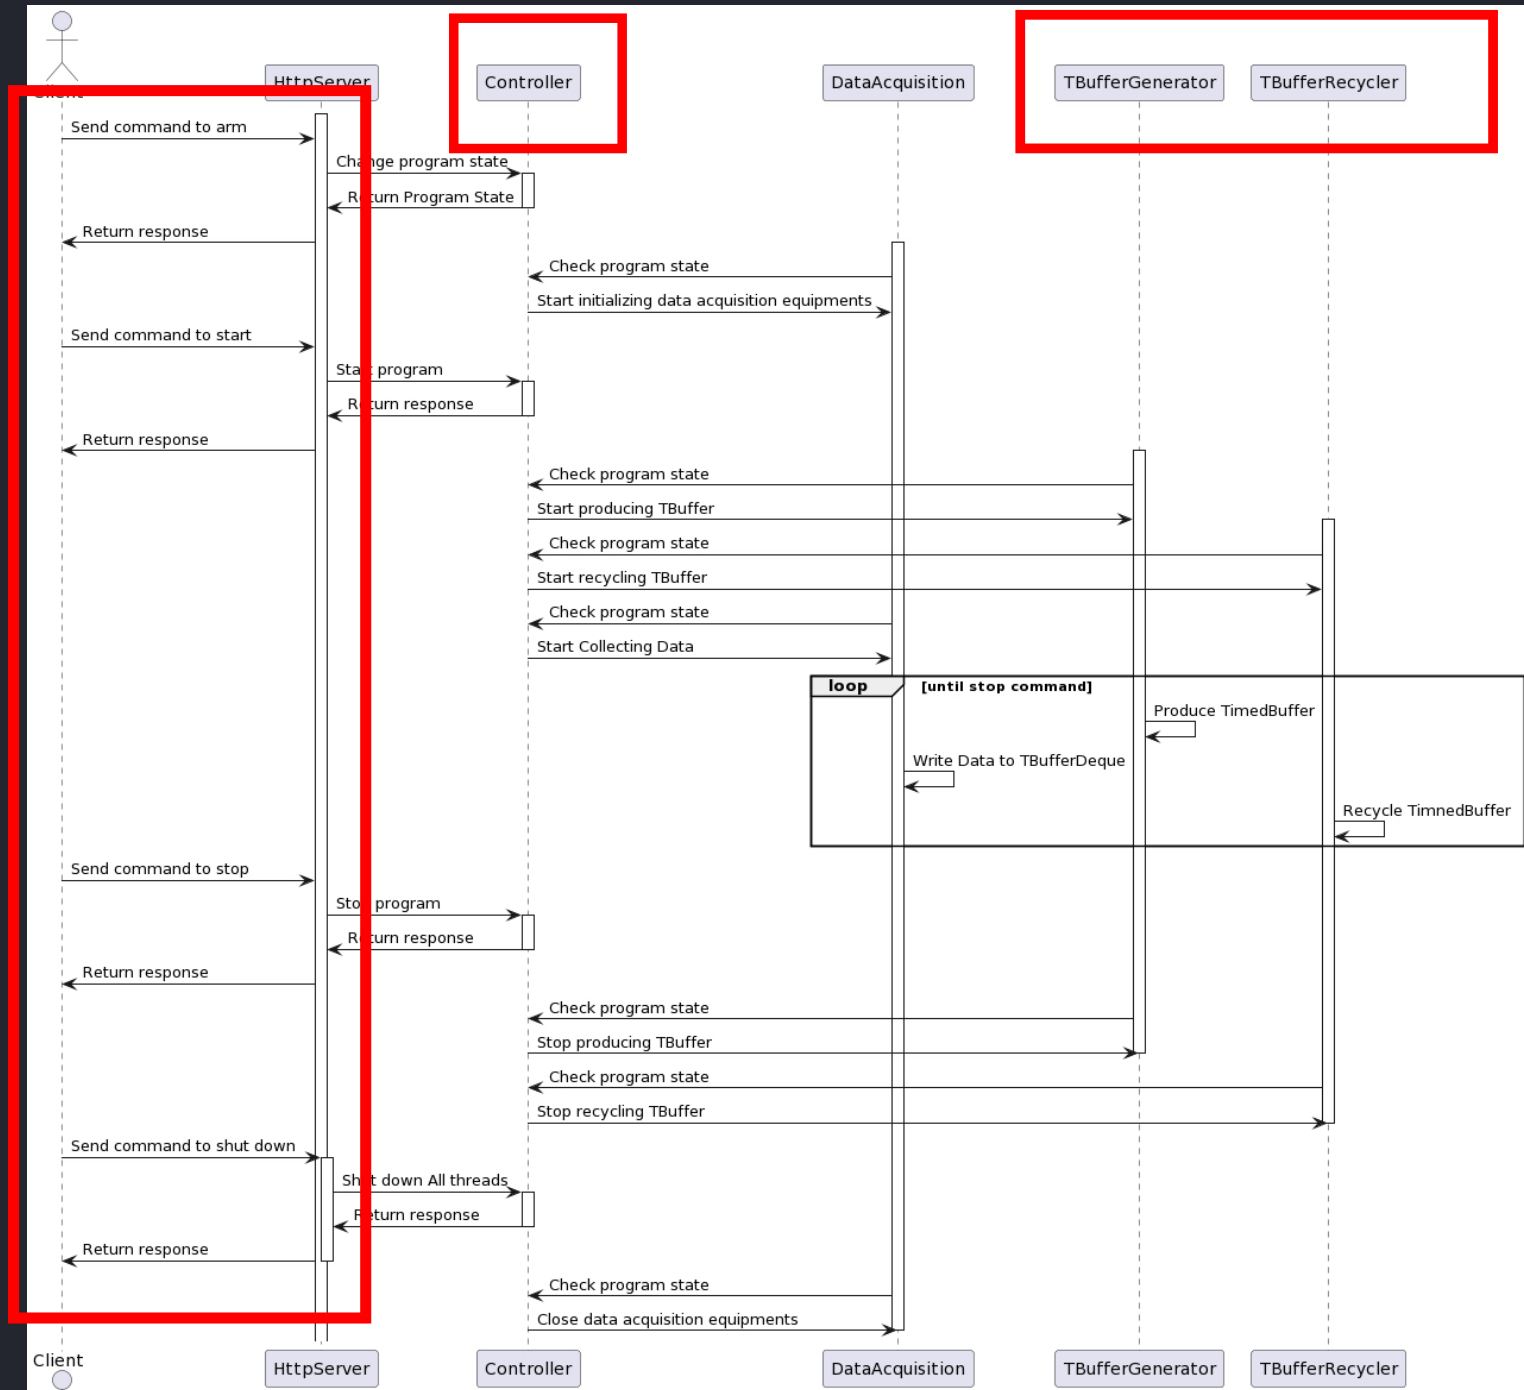 Client
HttpServer
Controller
DataAcquisition
TBufferGenerator
TBufferRecycler
Send command to arm
Change program state
Return Program State
Return response
Check program state
Start initializing data acquisition equipments
Send command to start
Start program
Return response
Return response
Check program state
Start producing TBuffer
Check program state
Start recycling TBuffer
Check program state
Start Collecting Data
loop
[until stop command]
Produce TimedBuffer
Write Data to TBufferDeque
Recycle TimnedBuffer
Send command to stop
Stop program
Return response
Return response
Check program state
Stop producing TBuffer
Check program state
Stop recycling TBuffer
Send command to shut down
Shut down All threads
Return response
Return response
Check program state
Close data acquisition equipments
Client
HttpServer
Controller
DataAcquisition
TBufferGenerator
TBufferRecycler